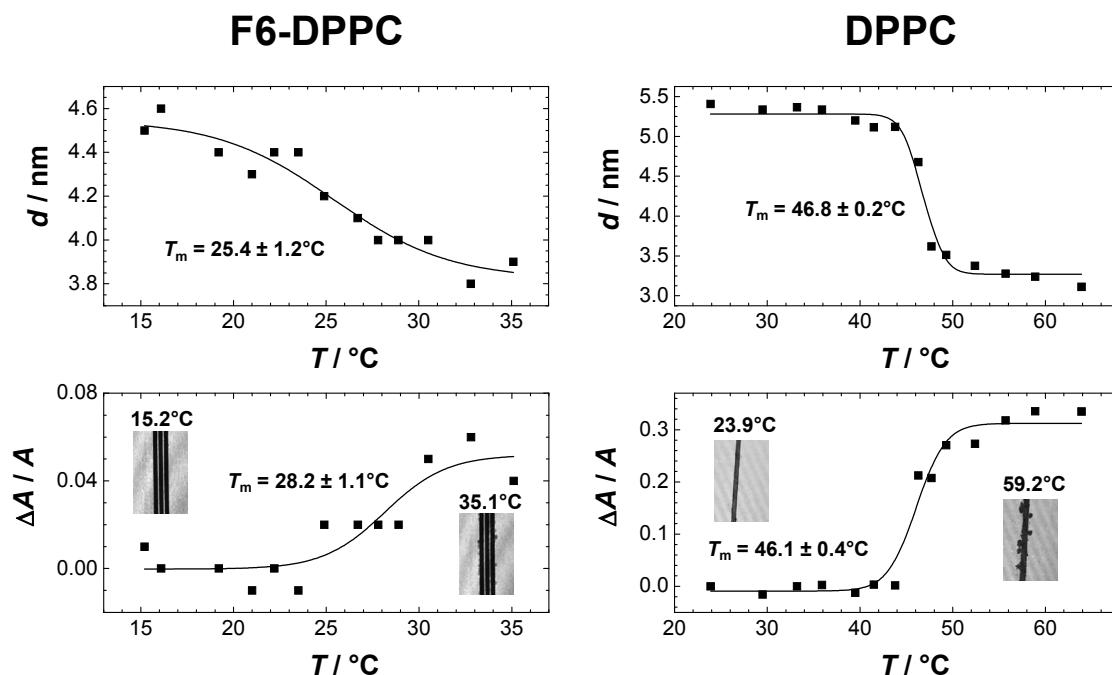 F6-DPPC
DPPC
4.6
4.4
4.2
4.0
3.8
d / nm
Tm = 25.4 ± 1.2°C
15 20 25 30 35
T / °C
5.5
5.0
4.5
4.0
3.5
3.0
d / nm
Tm = 46.8 ± 0.2°C
20 30 40 50 60
T / °C
0.08
0.04
0.00
ΔA / A
15.2°C
Tm = 28.2 ± 1.1°C
35.1°C
15 20 25 30 35
T / °C
0.3
0.2
0.1
0.0
ΔA / A
23.9°C
59.2°C
Tm = 46.1 ± 0.4°C
20 30 40 50 60
T / °C